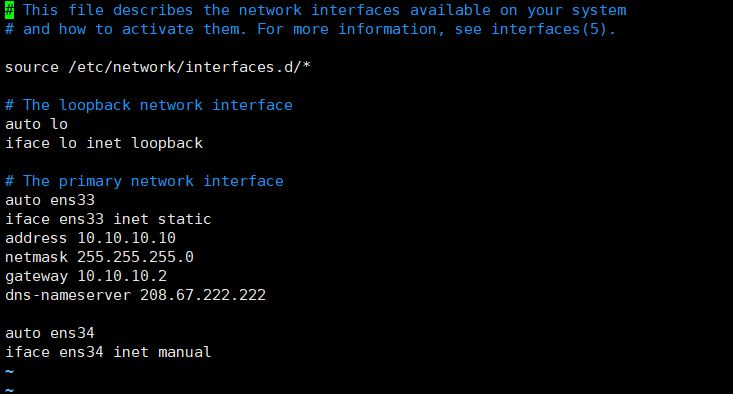 # This file describes the network interfaces available on your system
# and how to activate them. For more information, see interfaces(5).
source /etc/network/interfaces.d/*
# The loopback network interface
auto lo
iface lo inet loopback
# The primary network interface
auto ens33
iface ens33 inet static
address 10.10.10.10
netmask 255.255.255.0
gateway 10.10.10.2
dns-nameserver 208.67.222.222
auto ens34
iface ens34 inet manual
~
~